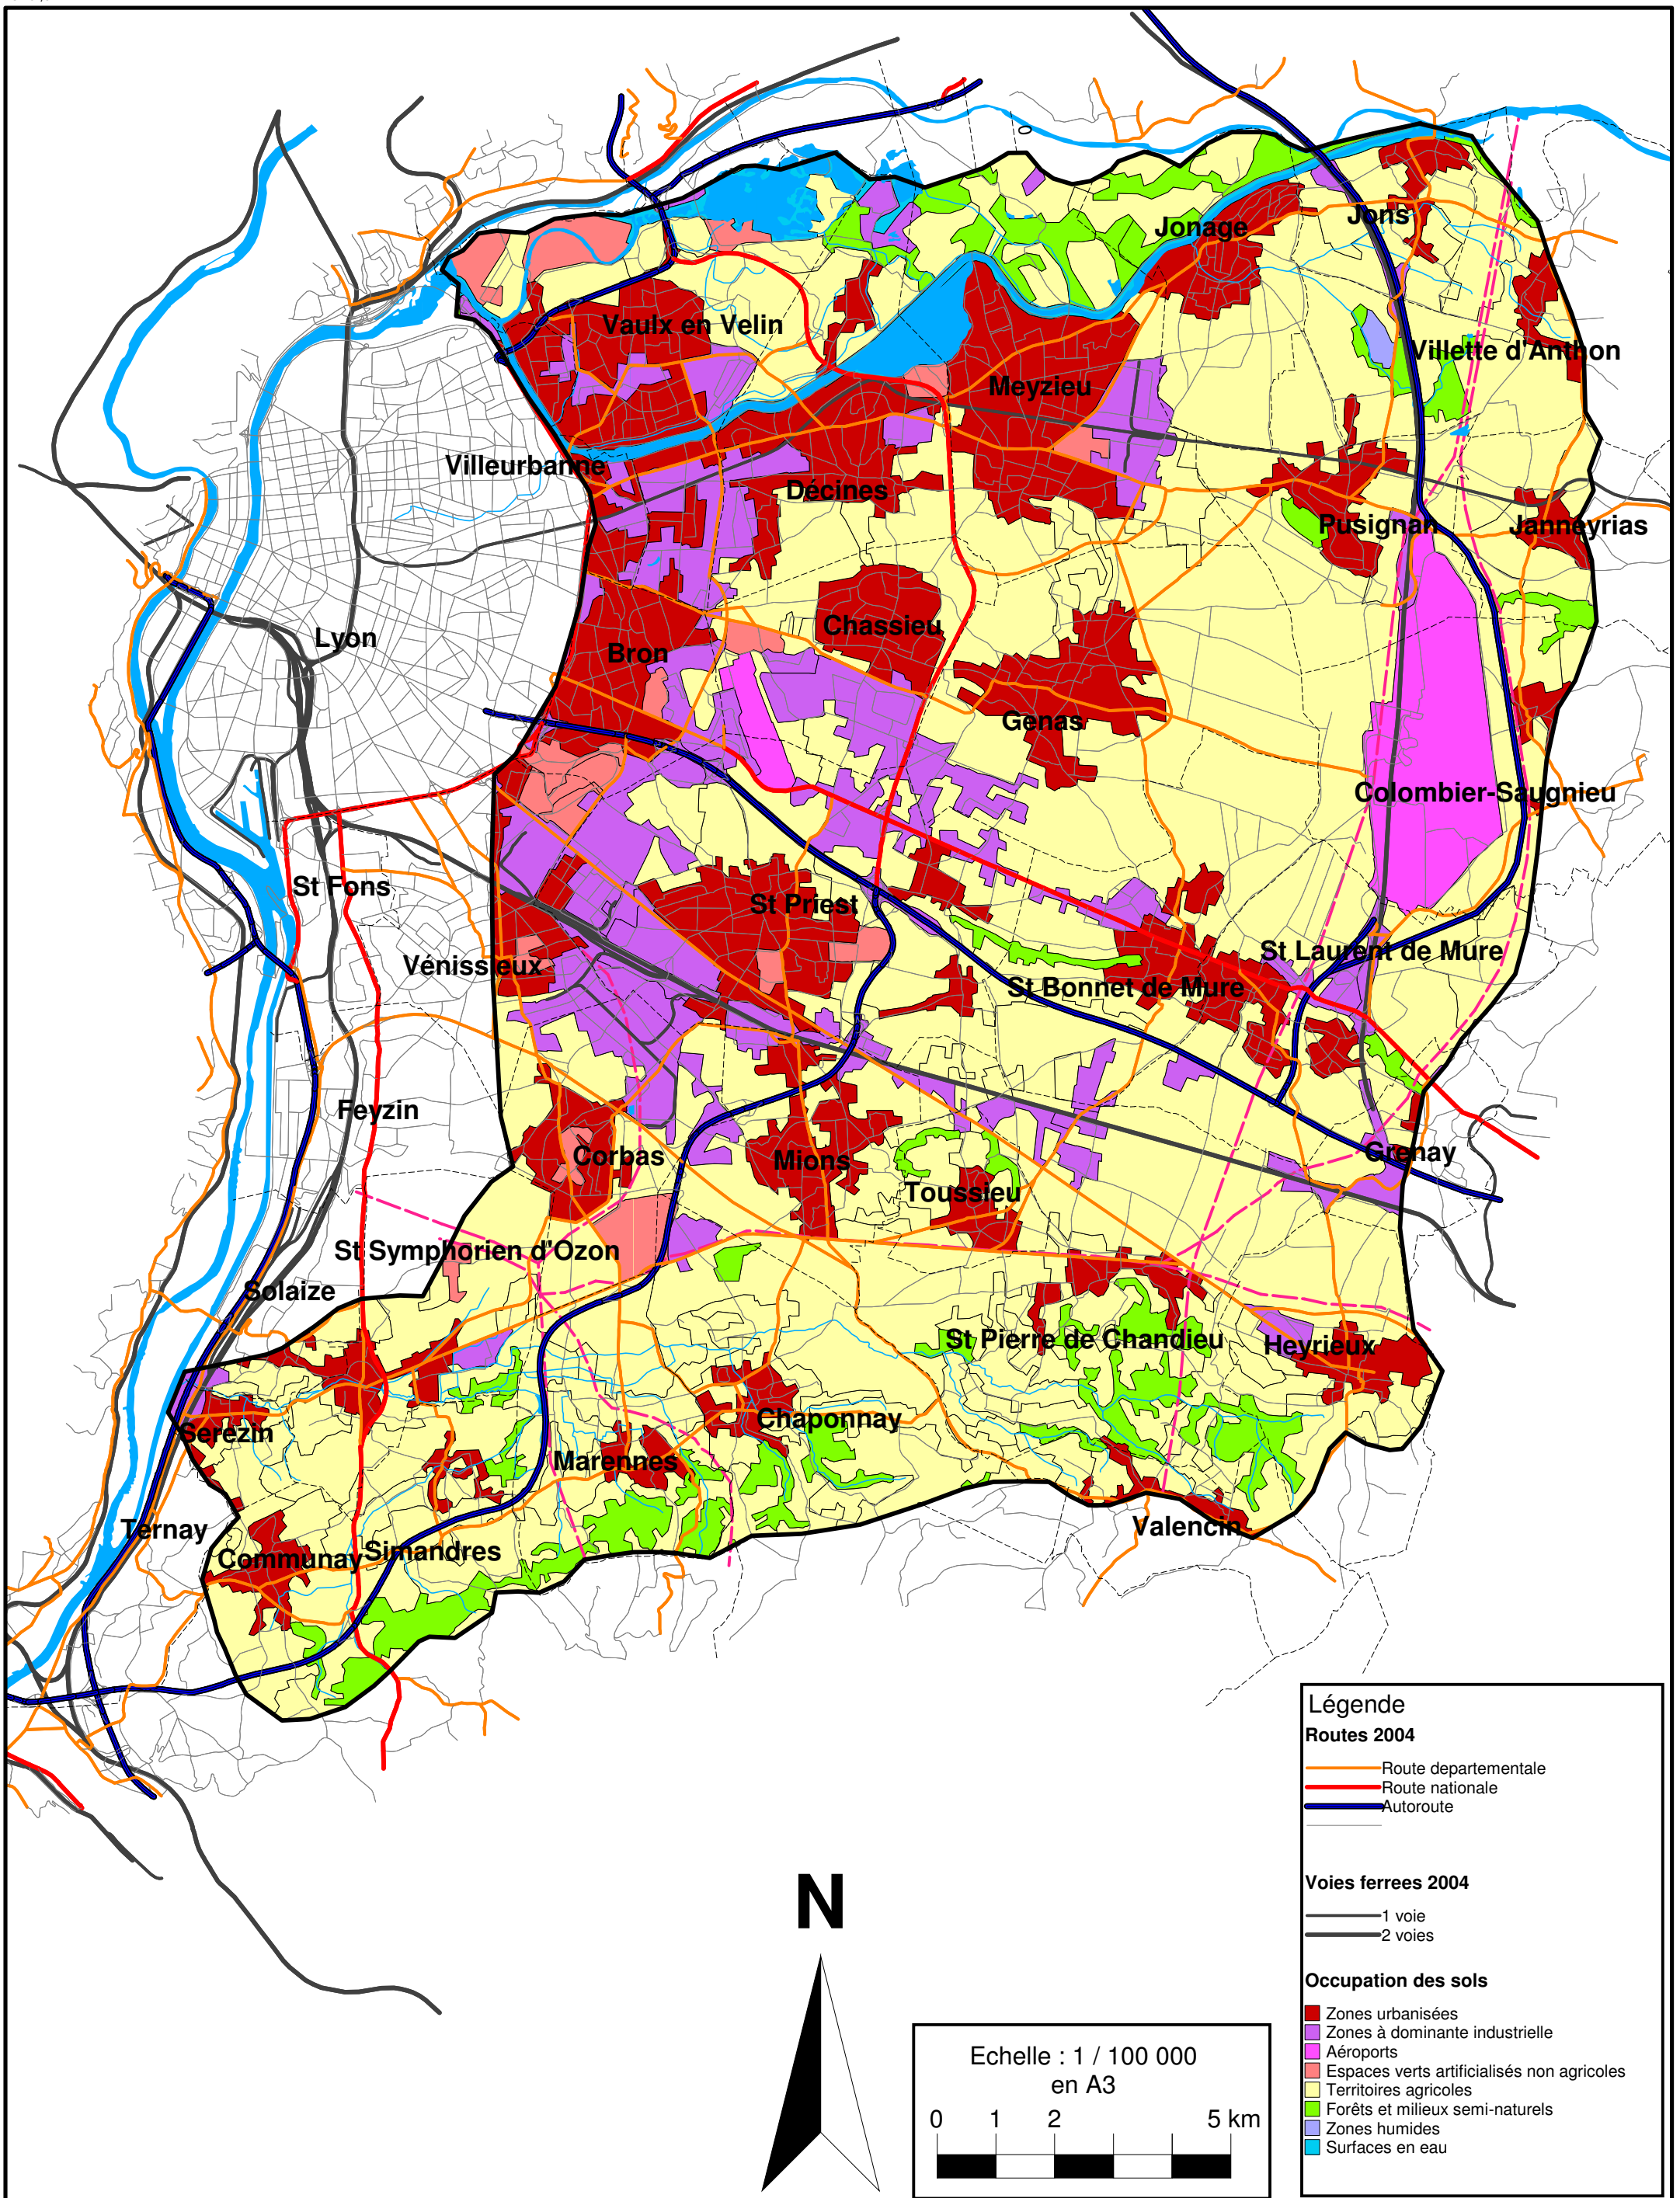 0
Jonage
Jons
Vaulx en Velin
Villette d'Anthon
Meyzieu
Villeurbanne
Décines
Pusignan
Janneyrias
Chassieu
Lyon
Bron
Genas
Colombier-Saugnieu
St Fons
St Priest
St Laurent de Mure
Vénissieux
St Bonnet de Mure
Feyzin
Grenay
Corbas
Mions
Toussieu
St Symphorien d'Ozon
Solaize
St Pierre de Chandieu
Heyrieux
Chaponnay
Serezin
Marennes
Valencin
Ternay
Communay
Simandres
Légende
Routes 2004
Route departementale
Route nationale
Autoroute
Voies ferrees 2004
1 voie
2 voies
Occupation des sols
Zones urbanisées
Zones à dominante industrielle
Aéroports
Espaces verts artificialisés non agricoles
Territoires agricoles
Forêts et milieux semi-naturels
Zones humides
Surfaces en eau
N
Echelle : 1 / 100 000
en A3
0 1 2 5 km